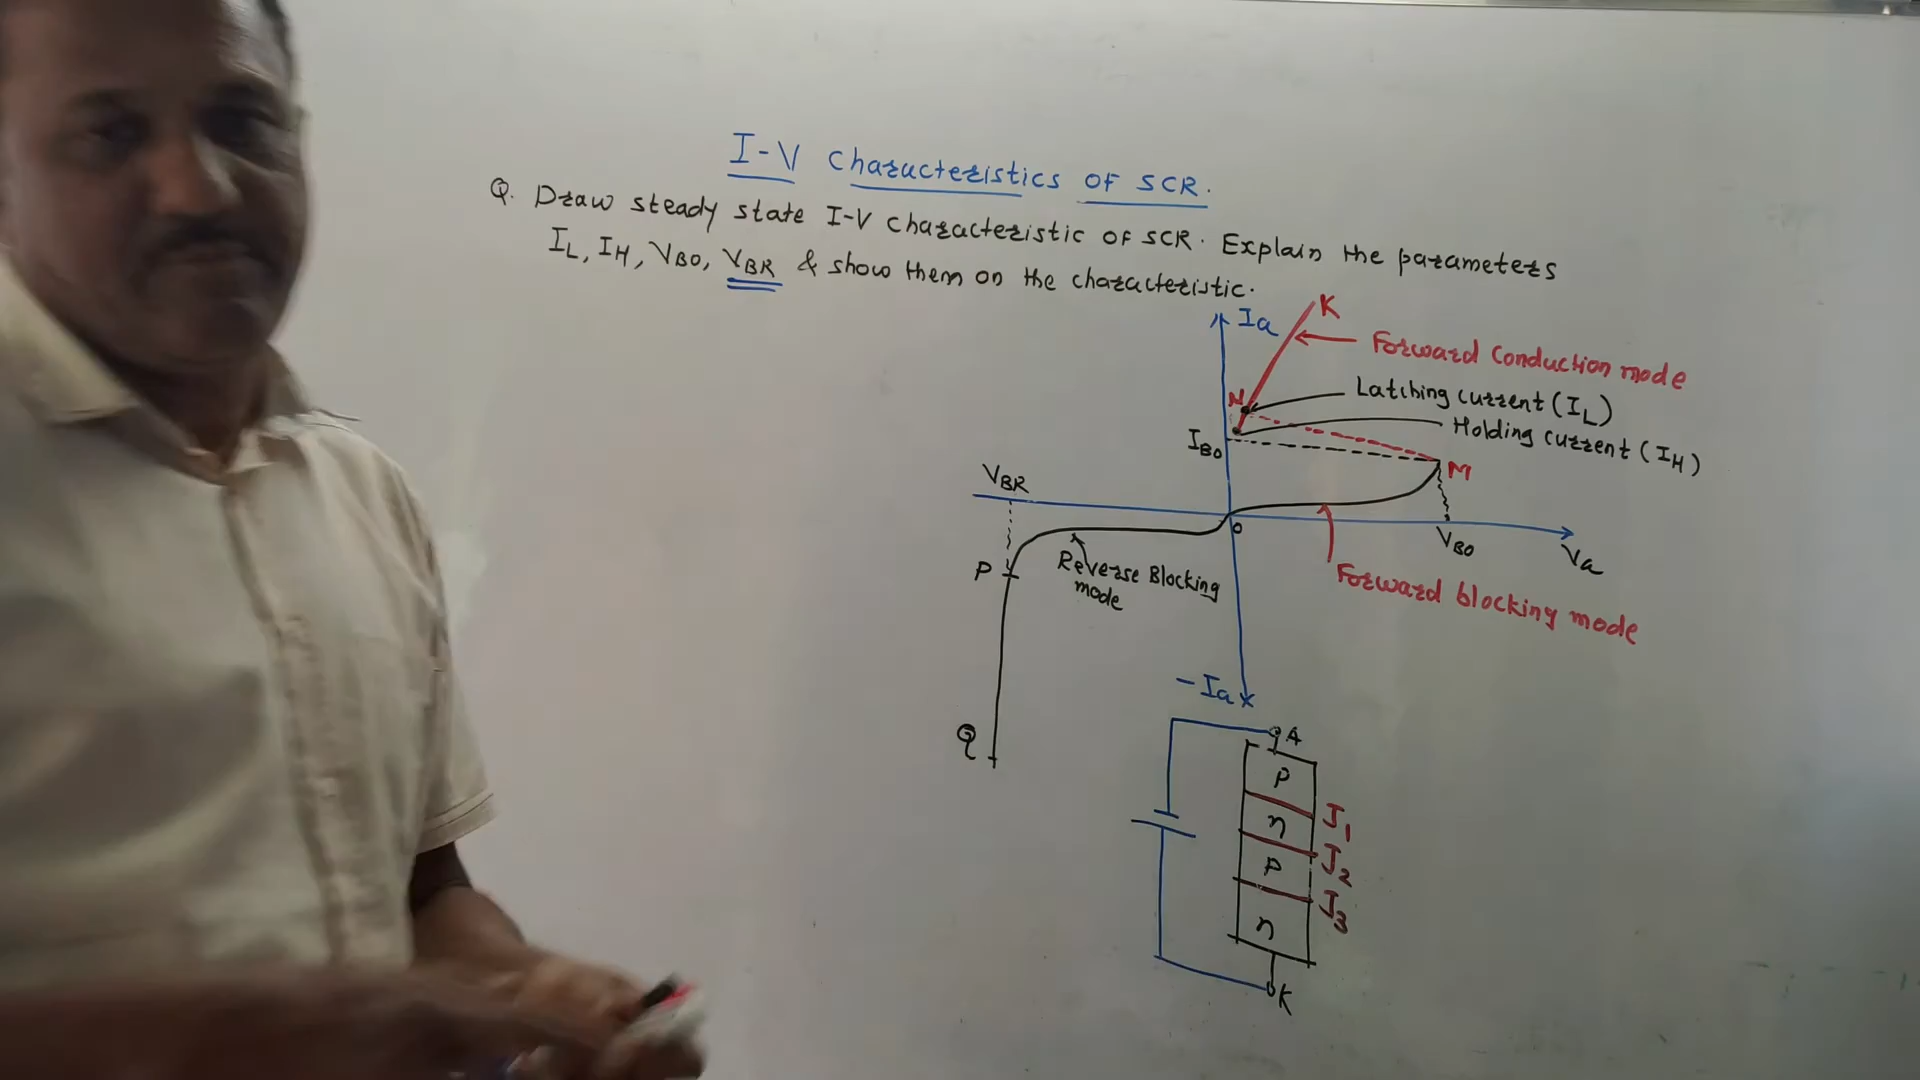 I-V Characteristics OF SCR.
Q. Draw steady state I-V characteristic OF SCR. Explain the parameters
IL, IH, VBO, VBR & show them on the characteristic.
K
Ia
Forward Conduction mode
N
Latching current (IL)
Holding current (IH)
IBO
M
VBR
O
VBO
Va
P
Reverse Blocking
mode
Forward blocking mode
-Ia
Q
A
P
J1
n
J2
P
J3
n
K